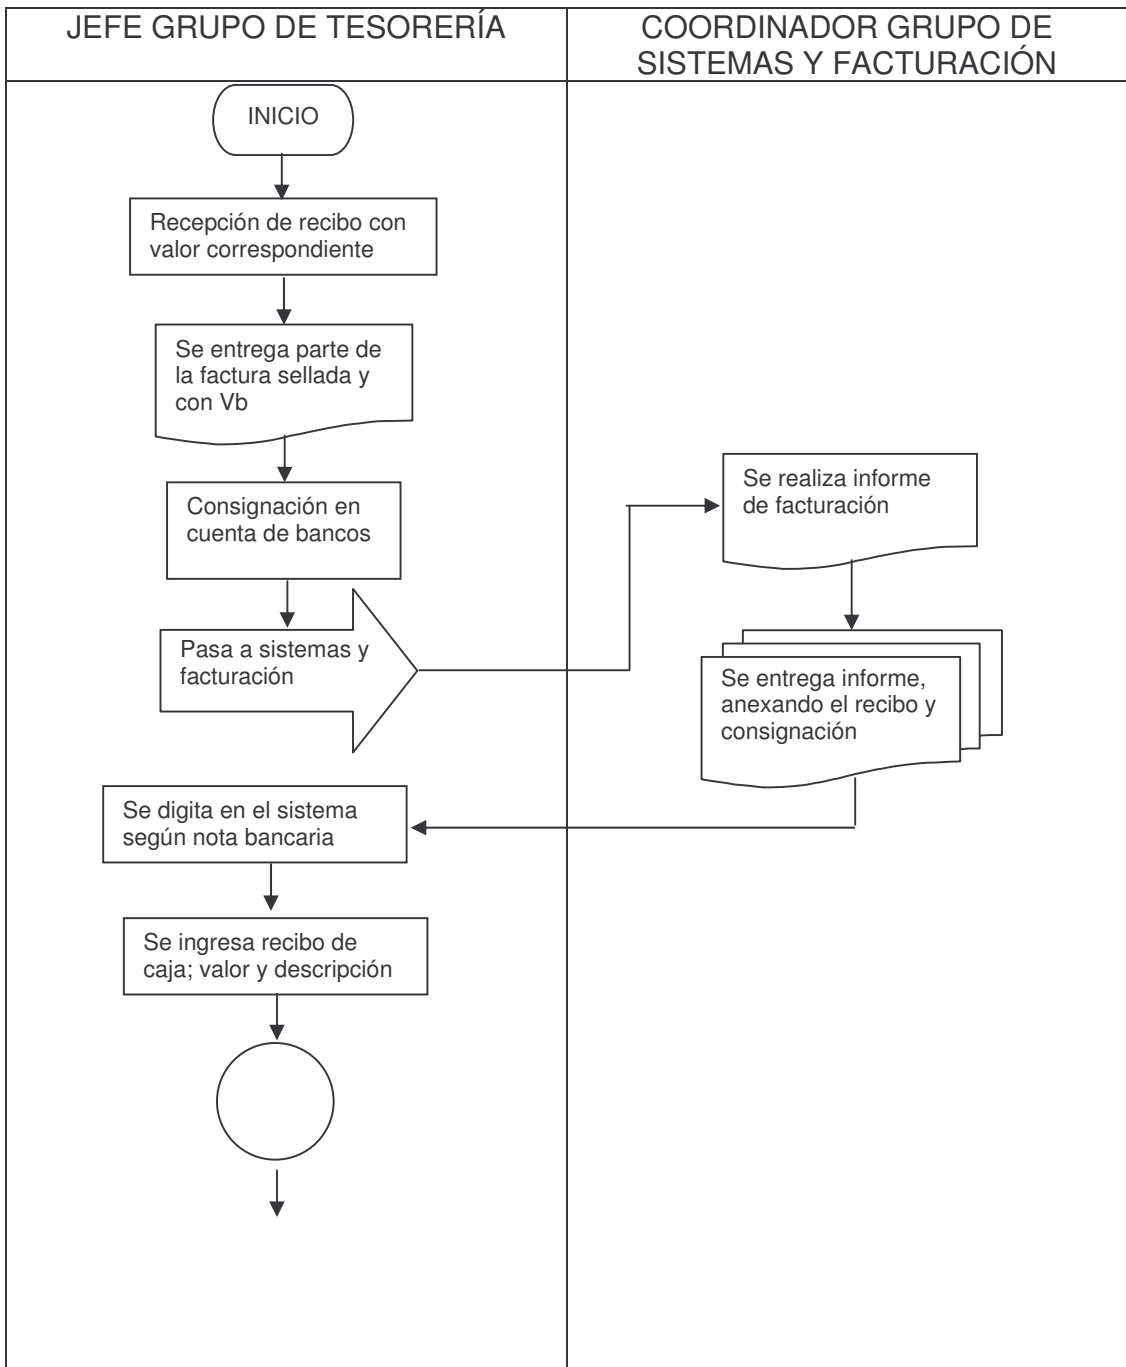 JEFE GRUPO DE TESORERÍA
COORDINADOR GRUPO DE
SISTEMAS Y FACTURACIÓN
INICIO
Recepción de recibo con
valor correspondiente
Se entrega parte de
la factura sellada y
con Vb
Consignación en
cuenta de bancos
Pasa a sistemas y
facturación
Se realiza informe
de facturación
Se entrega informe,
anexando el recibo y
consignación
Se digita en el sistema
según nota bancaria
Se ingresa recibo de
caja; valor y descripción